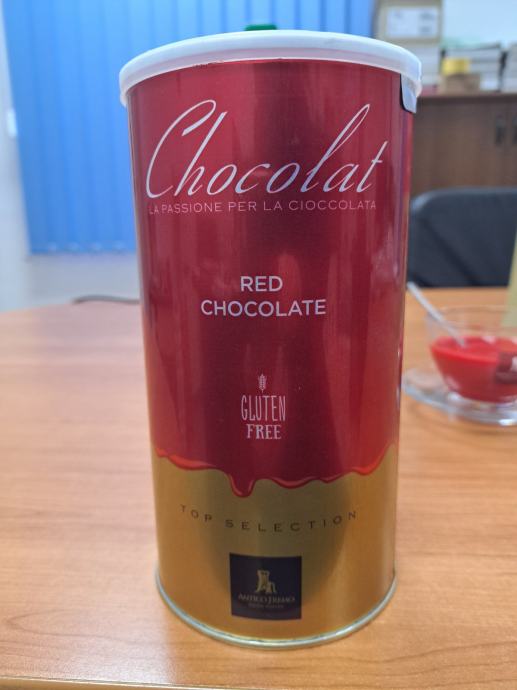 Chocolat
LA PASSIONE PER LA CIOCCOLATA
RED
CHOCOLATE
GLUTEN
FREE
TOP SELECTION